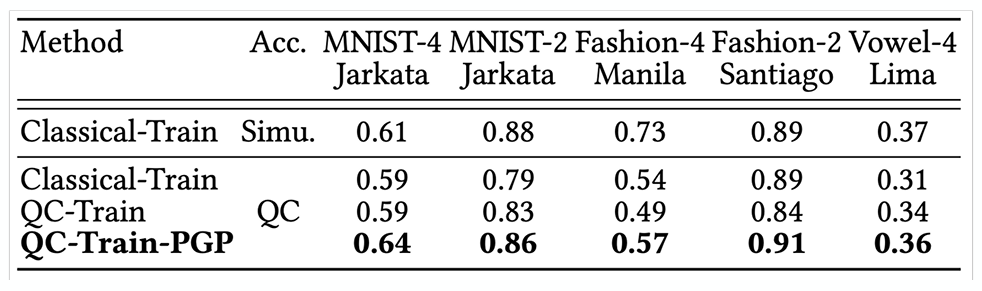 Method Acc. MNIST-4 MNIST-2 Fashion-4 Fashion-2 Vowel-4
Jarkata Jarkata Manila Santiago Lima
Classical-Train Simu. 0.61 0.88 0.73 0.89 0.37
Classical-Train 0.59 0.79 0.54 0.89 0.31
QC-Train QC 0.59 0.83 0.49 0.84 0.34
QC-Train-PGP 0.64 0.86 0.57 0.91 0.36